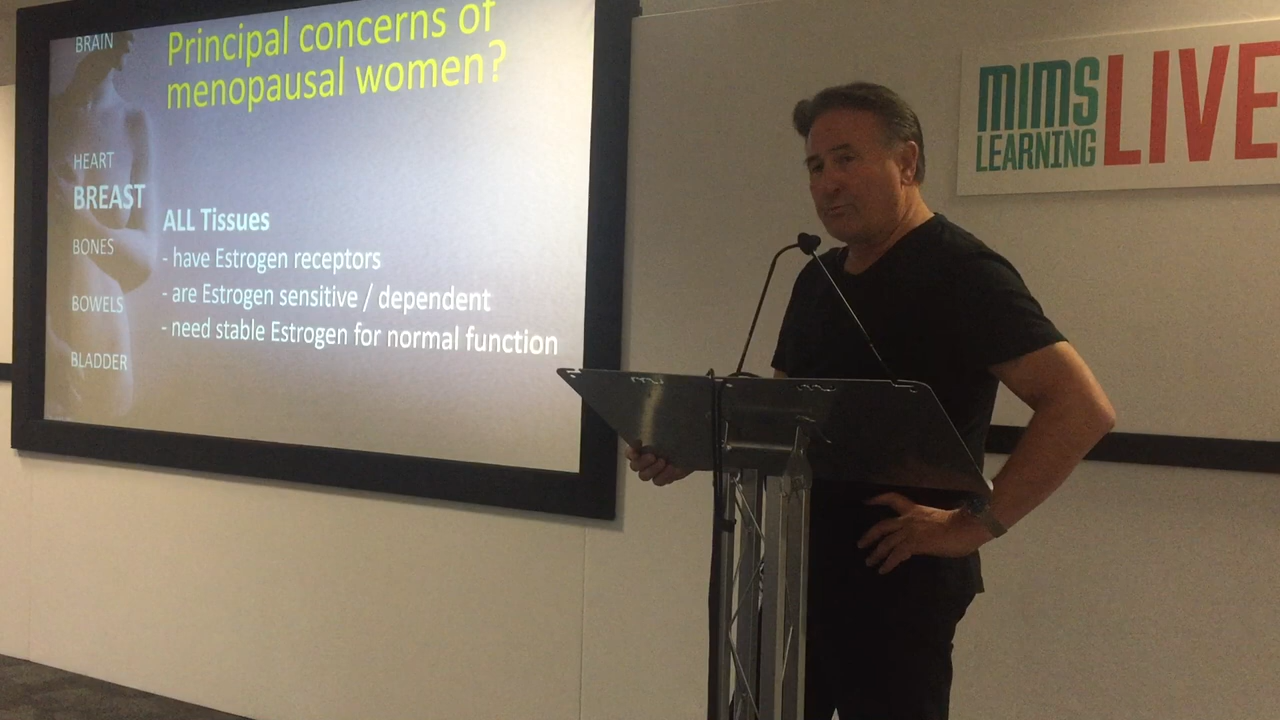 Principal concerns of
menopausal women?
BRAIN
HEART
BREAST
BONES
BOWELS
BLADDER
ALL Tissues
- have Estrogen receptors
- are Estrogen sensitive / dependent
- need stable Estrogen for normal function
MIMS
LEARNING
LIVE